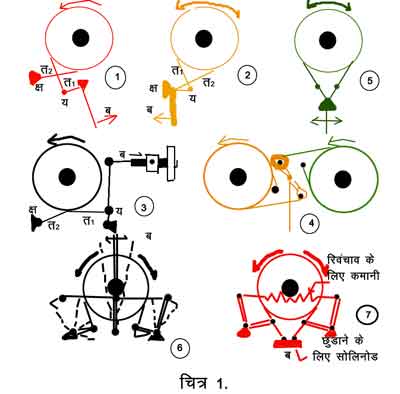 त₂
त₁
क्ष
य
ब
1
त₁
त₂
क्ष
य
ब
2
5
ब
क्ष
त₂
त₁
य
3
4
ब
6
रिवंचाव के
लिए कमानी
7
छुडाने के
ब लिए सोलिनोड
चित्र 1.